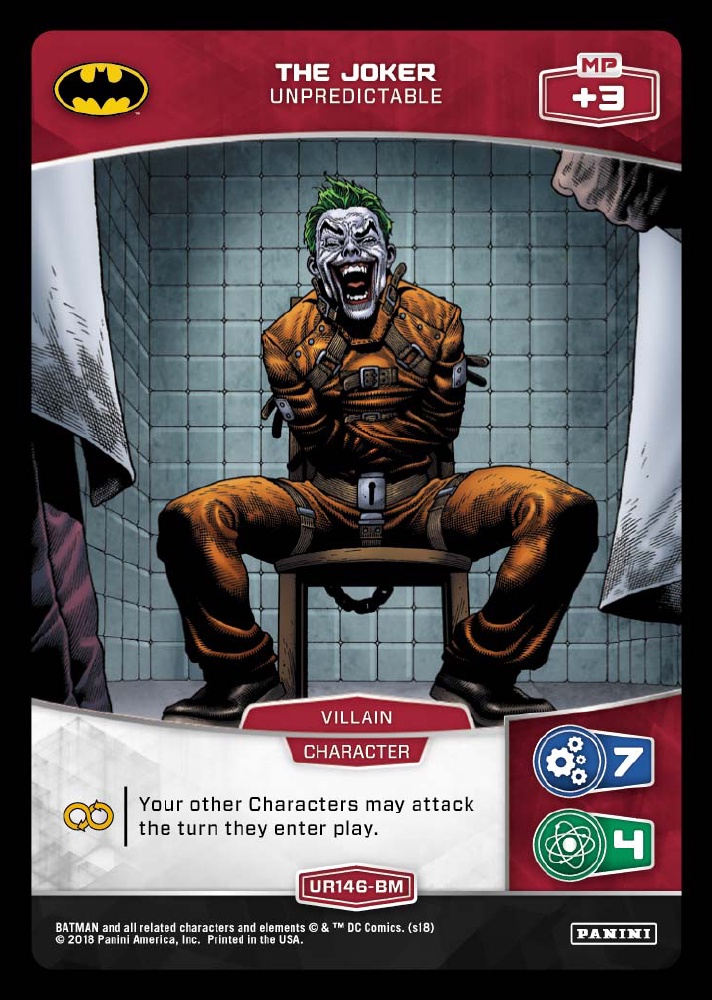 THE JOKER
UNPREDICTABLE
MP
+3
™
VILLAIN
CHARACTER
7
Your other Characters may attack
the turn they enter play.
4
UR146-BM
BATMAN and all related characters and elements © & ™ DC Comics. (s18)
© 2018 Panini America, Inc. Printed in the USA.
PANINI